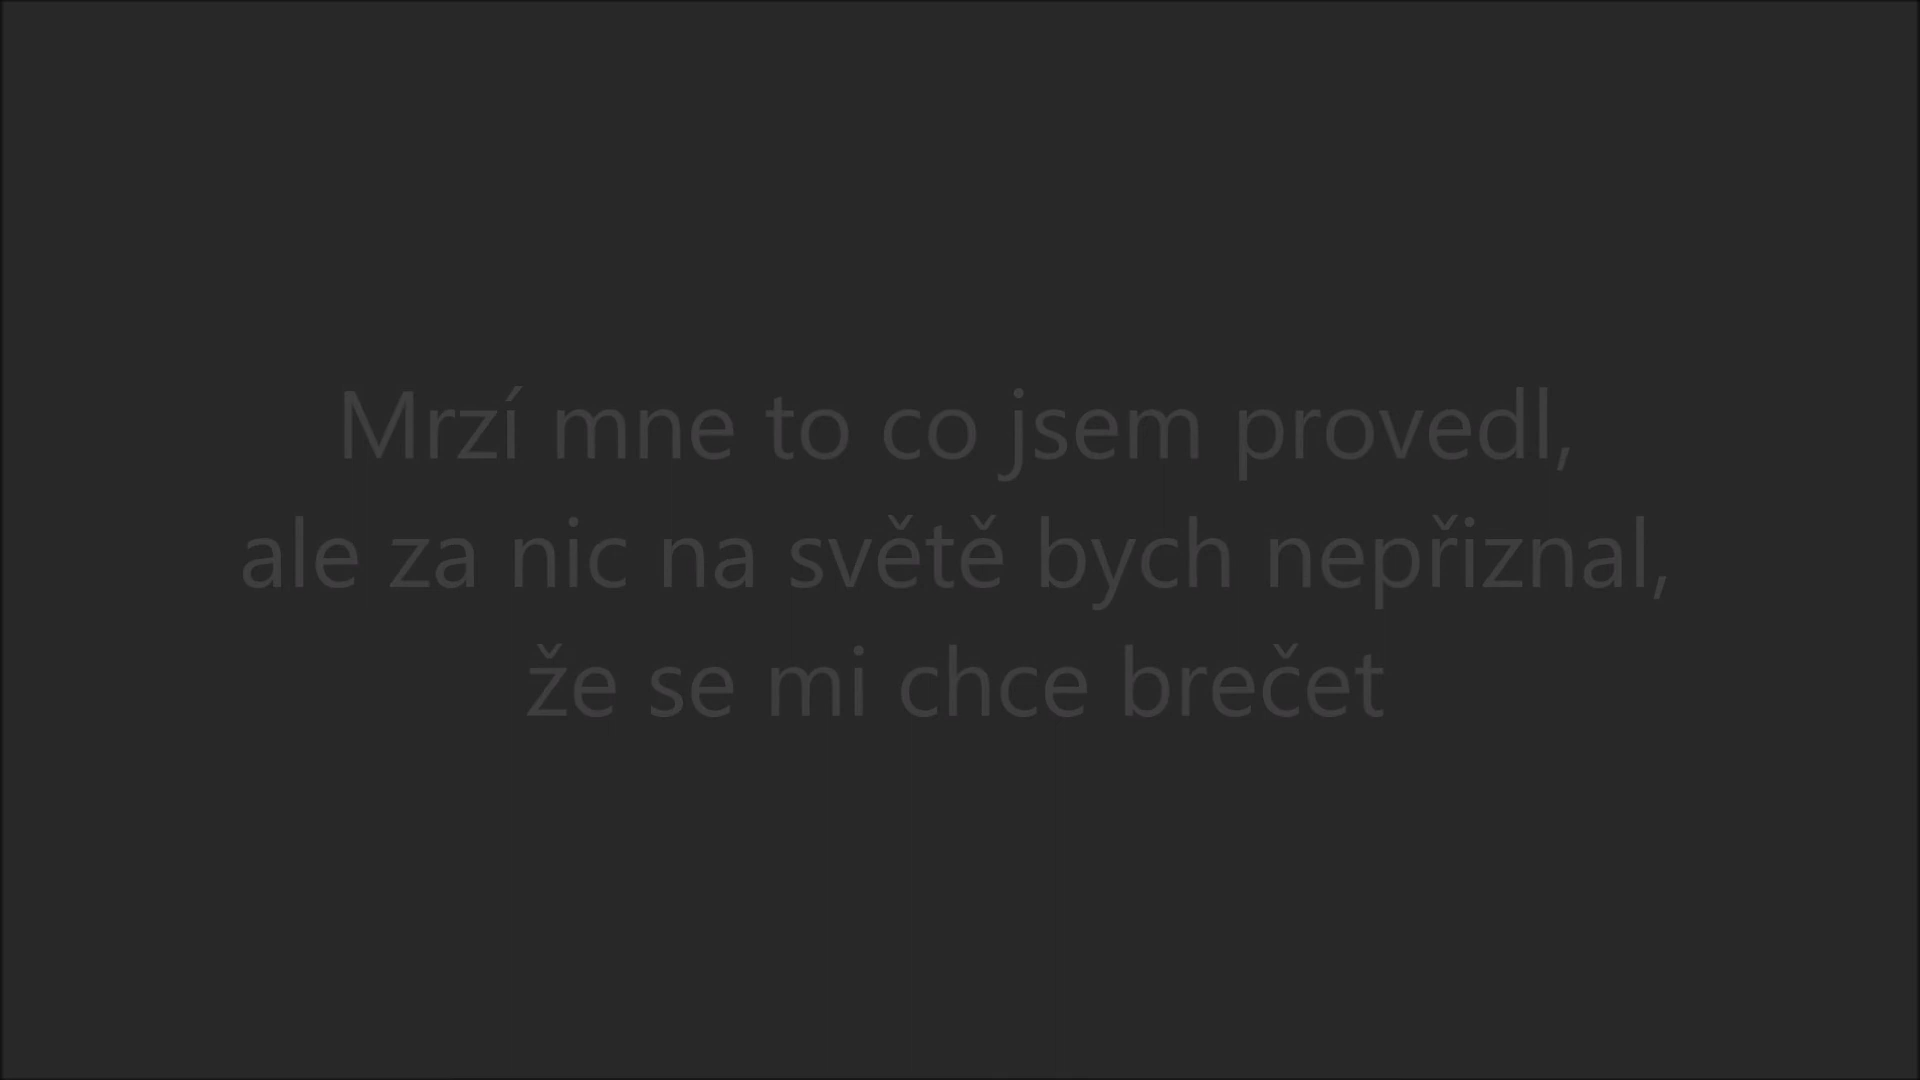 Mrzí mne to co jsem provedl,
ale za nic na světě bych nepřiznal,
že se mi chce brečet